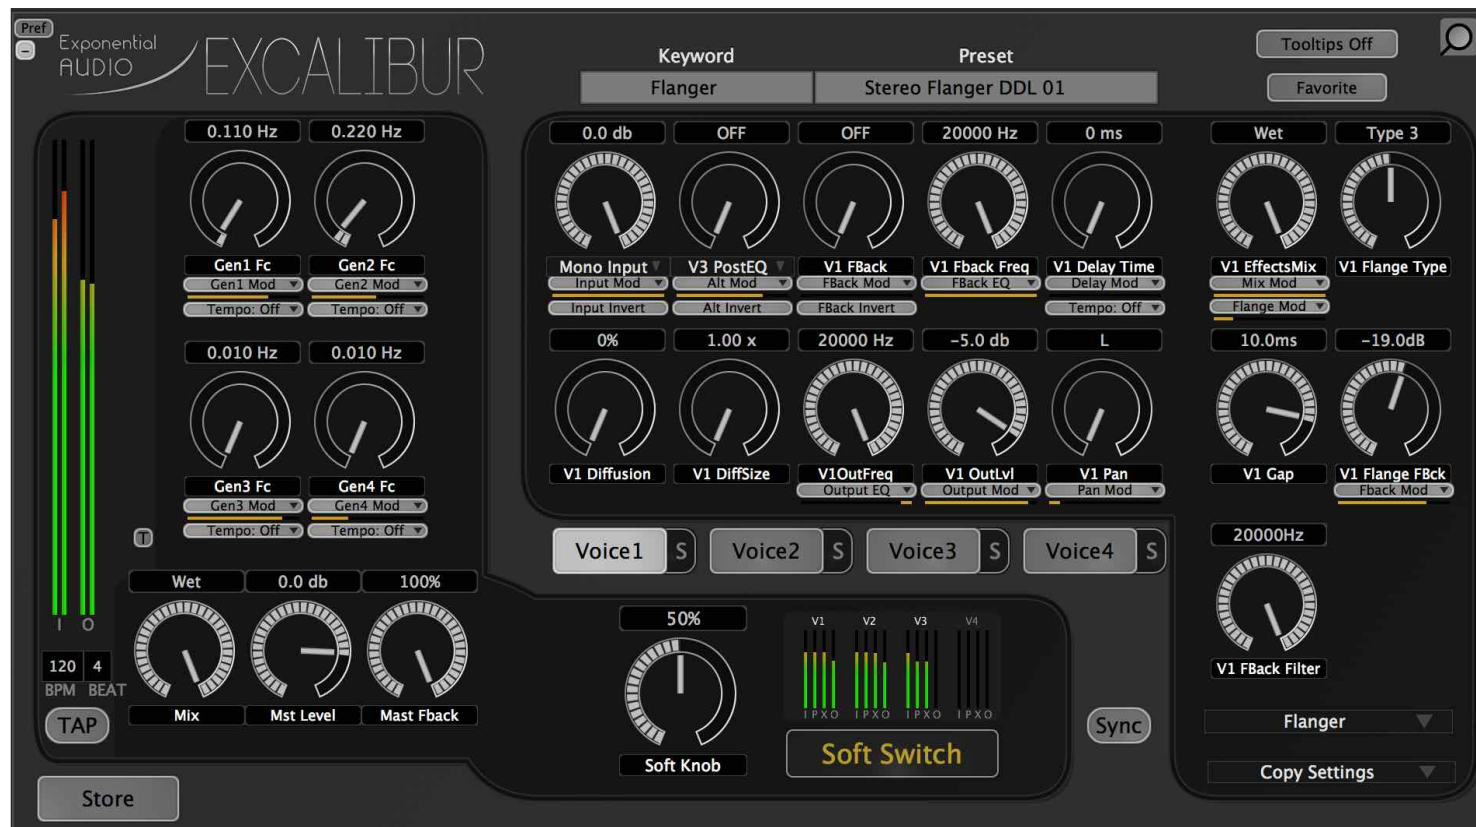 Pref
–
Exponential
AUDIO
EXCALIBUR
Keyword
Preset
Flanger
Stereo Flanger DDL 01
Tooltips Off
Favorite
0.110 Hz
0.220 Hz
Gen1 Fc
Gen2 Fc
Gen1 Mod
Gen2 Mod
Tempo: Off
Tempo: Off
0.010 Hz
0.010 Hz
Gen3 Fc
Gen4 Fc
Gen3 Mod
Gen4 Mod
Tempo: Off
Tempo: Off
T
I O
120 4
BPM BEAT
TAP
Wet
0.0 db
100%
Mix
Mst Level
Mast Fback
Store
0.0 db
OFF
OFF
20000 Hz
0 ms
Mono Input
V3 PostEQ
V1 FBack
V1 Fback Freq
V1 Delay Time
Input Mod
Alt Mod
FBack Mod
FBack EQ
Delay Mod
Input Invert
Alt Invert
FBack Invert
Tempo: Off
0%
1.00 x
20000 Hz
-5.0 db
L
V1 Diffusion
V1 DiffSize
V1OutFreq
V1 OutLvl
V1 Pan
Output EQ
Output Mod
Pan Mod
Voice1 S
Voice2 S
Voice3 S
Voice4 S
50%
Soft Knob
V1 V2 V3 V4
I P X O I P X O I P X O I P X O
Soft Switch
Sync
Wet
Type 3
V1 EffectsMix
V1 Flange Type
Mix Mod
Flange Mod
10.0ms
-19.0dB
V1 Gap
V1 Flange FBck
Fback Mod
20000Hz
V1 FBack Filter
Flanger
Copy Settings